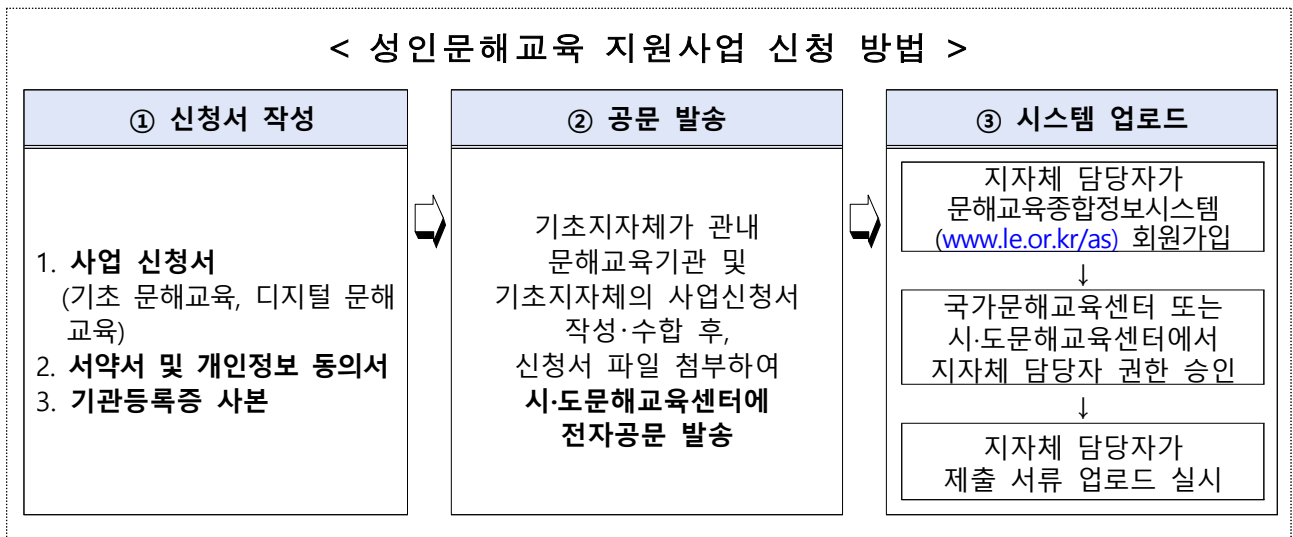 < 성인문해교육 지원사업 신청 방법 >
① 신청서 작성
1. 사업 신청서
(기초 문해교육, 디지털 문해
교육)
2. 서약서 및 개인정보 동의서
3. 기관등록증 사본
② 공문 발송
기초지자체가 관내
문해교육기관 및
기초지자체의 사업신청서
작성·수합 후,
신청서 파일 첨부하여
시·도문해교육센터에
전자공문 발송
③ 시스템 업로드
지자체 담당자가
문해교육종합정보시스템
(www.le.or.kr/as) 회원가입
↓
국가문해교육센터 또는
시·도문해교육센터에서
지자체 담당자 권한 승인
↓
지자체 담당자가
제출 서류 업로드 실시